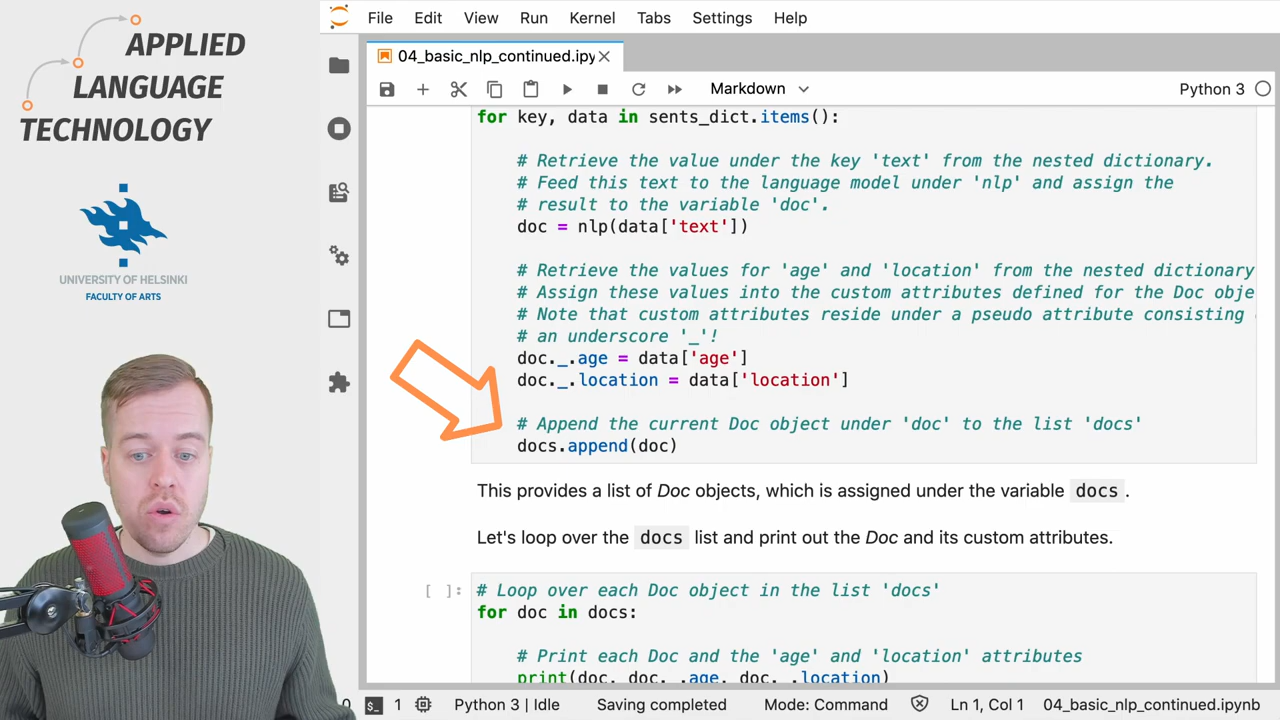 APPLIED
LANGUAGE
TECHNOLOGY
UNIVERSITY OF HELSINKI
FACULTY OF ARTS
File Edit View Run Kernel Tabs Settings Help
04_basic_nlp_continued.ipy
Markdown Python 3
for key, data in sents_dict.items():
# Retrieve the value under the key 'text' from the nested dictionary.
# Feed this text to the language model under 'nlp' and assign the
# result to the variable 'doc'.
doc = nlp(data['text'])
# Retrieve the values for 'age' and 'location' from the nested dictionary
# Assign these values into the custom attributes defined for the Doc obje
# Note that custom attributes reside under a pseudo attribute consisting
# an underscore '_'!
doc._.age = data['age']
doc._.location = data['location']
# Append the current Doc object under 'doc' to the list 'docs'
docs.append(doc)
This provides a list of Doc objects, which is assigned under the variable docs.
Let's loop over the docs list and print out the Doc and its custom attributes.
[ ]: # Loop over each Doc object in the list 'docs'
for doc in docs:
# Print each Doc and the 'age' and 'location' attributes
print(doc, doc._.age, doc._.location)
0 $_ 1 Python 3 | Idle Saving completed Mode: Command Ln 1, Col 1 04_basic_nlp_continued.ipynb